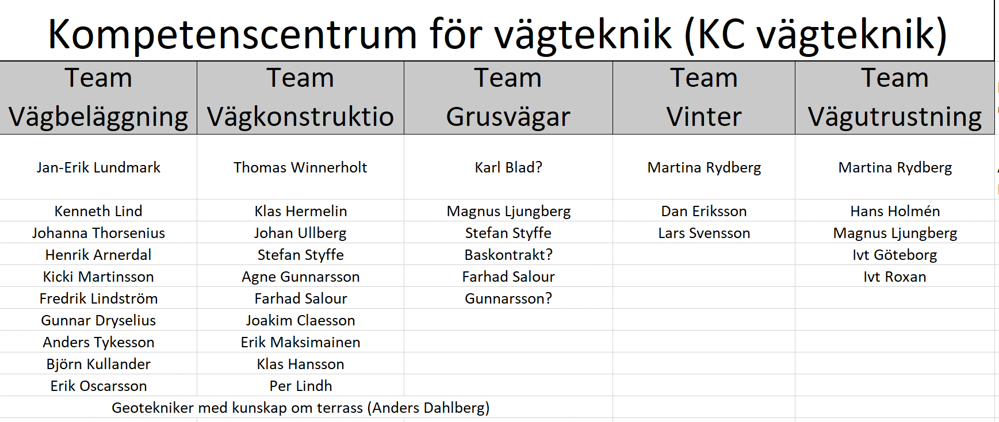 Kompetenscentrum för vägteknik (KC vägteknik)
Team Vägbeläggning Team Vägkonstruktio Team Grusvägar Team Vinter Team Vägutrustning
Jan-Erik Lundmark Thomas Winnerholt Karl Blad? Martina Rydberg Martina Rydberg
Kenneth Lind Klas Hermelin Magnus Ljungberg Dan Eriksson Hans Holmén
Johanna Thorsenius Johan Ullberg Stefan Styffe Lars Svensson Magnus Ljungberg
Henrik Arnerdal Stefan Styffe Baskontrakt? Ivt Göteborg
Kicki Martinsson Agne Gunnarsson Farhad Salour Ivt Roxan
Fredrik Lindström Farhad Salour Gunnarsson?
Gunnar Dryselius Joakim Claesson
Anders Tykesson Erik Maksimainen
Björn Kullander Klas Hansson
Erik Oscarsson Per Lindh
Geotekniker med kunskap om terrass (Anders Dahlberg)